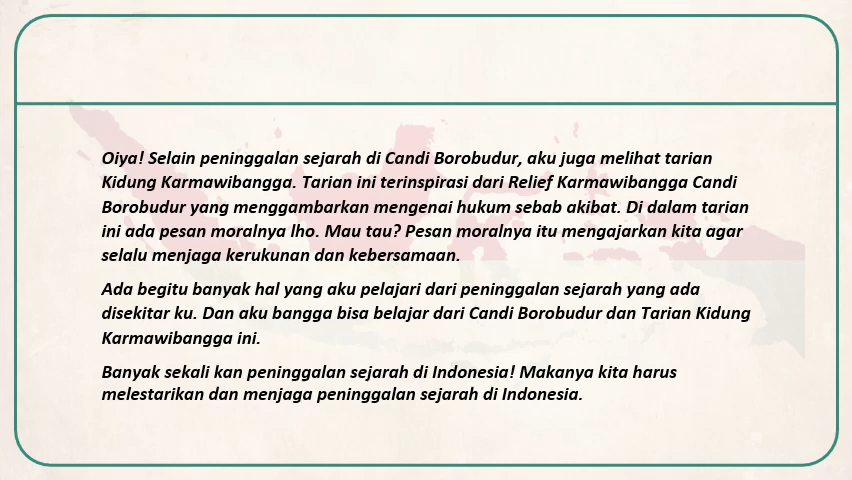 Oiya! Selain peninggalan sejarah di Candi Borobudur, aku juga melihat tarian
Kidung Karmawibangga. Tarian ini terinspirasi dari Relief Karmawibangga Candi
Borobudur yang menggambarkan mengenai hukum sebab akibat. Di dalam tarian
ini ada pesan moralnya lho. Mau tau? Pesan moralnya itu mengajarkan kita agar
selalu menjaga kerukunan dan kebersamaan.
Ada begitu banyak hal yang aku pelajari dari peninggalan sejarah yang ada
disekitar ku. Dan aku bangga bisa belajar dari Candi Borobudur dan Tarian Kidung
Karmawibangga ini.
Banyak sekali kan peninggalan sejarah di Indonesia! Makanya kita harus
melestarikan dan menjaga peninggalan sejarah di Indonesia.